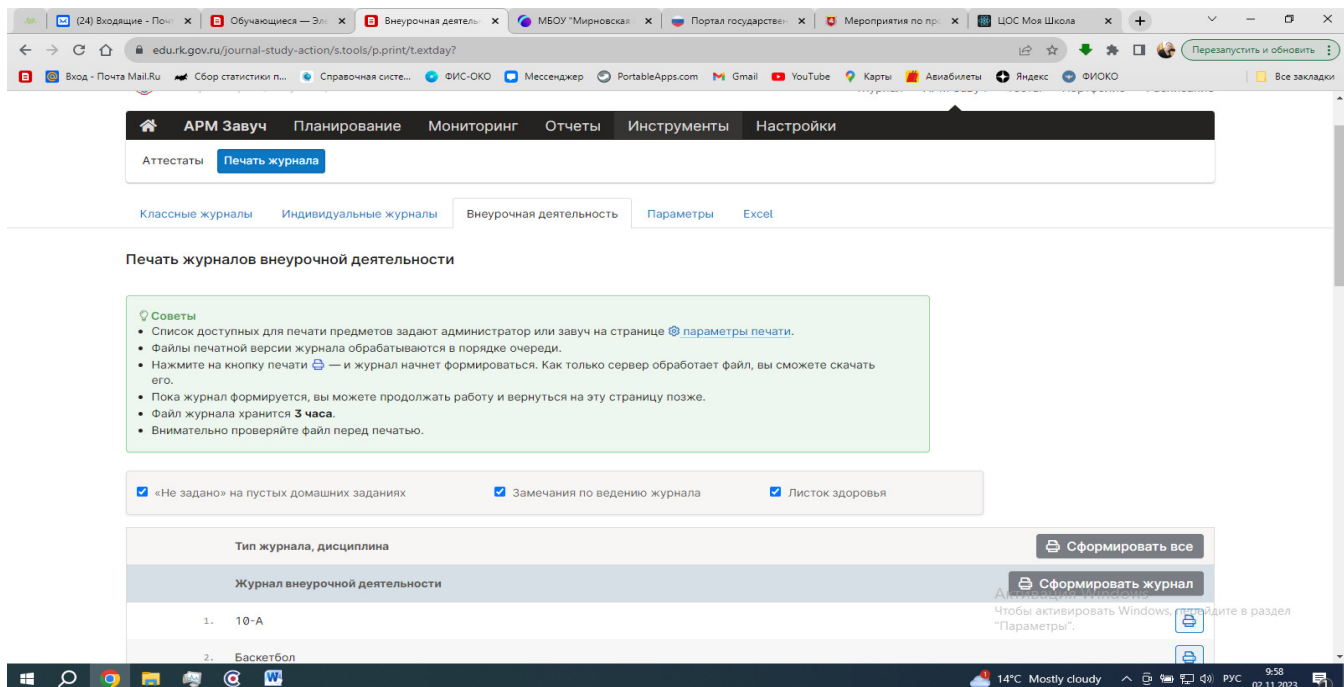 (24) Входящие - Поч
Обучающиеся — Эле
Внеурочная деятель
МБОУ "Мирновская
Портал государствен
Мероприятия по про
ЦОС Моя Школа
edu.rk.gov.ru/journal-study-action/s.tools/p.print/t.extday?
Перезапустить и обновить
Вход - Почта Mail.Ru
Сбор статистики п...
Справочная систе...
ФИС-ОКО
Мессенджер
PortableApps.com
Gmail
YouTube
Карты
Авиабилеты
Яндекс
ФИОКО
Все закладки
АРМ Завуч Планирование Мониторинг Отчеты Инструменты Настройки
Аттестаты Печать журнала
Классные журналы Индивидуальные журналы Внеурочная деятельность Параметры Excel
Печать журналов внеурочной деятельности
Советы
• Список доступных для печати предметов задают администратор или завуч на странице параметры печати.
• Файлы печатной версии журнала обрабатываются в порядке очереди.
• Нажмите на кнопку печати — и журнал начнет формироваться. Как только сервер обработает файл, вы сможете скачать
его.
• Пока журнал формируется, вы можете продолжать работу и вернуться на эту страницу позже.
• Файл журнала хранится 3 часа.
• Внимательно проверяйте файл перед печатью.
«Не задано» на пустых домашних заданиях Замечания по ведению журнала Листок здоровья
Тип журнала, дисциплина Сформировать все
Журнал внеурочной деятельности Сформировать журнал
Активация Windows
Чтобы активировать Windows, перейдите в раздел
"Параметры".
1. 10-А
2. Баскетбол
14°C Mostly cloudy РУС 9:58
02.11.2023